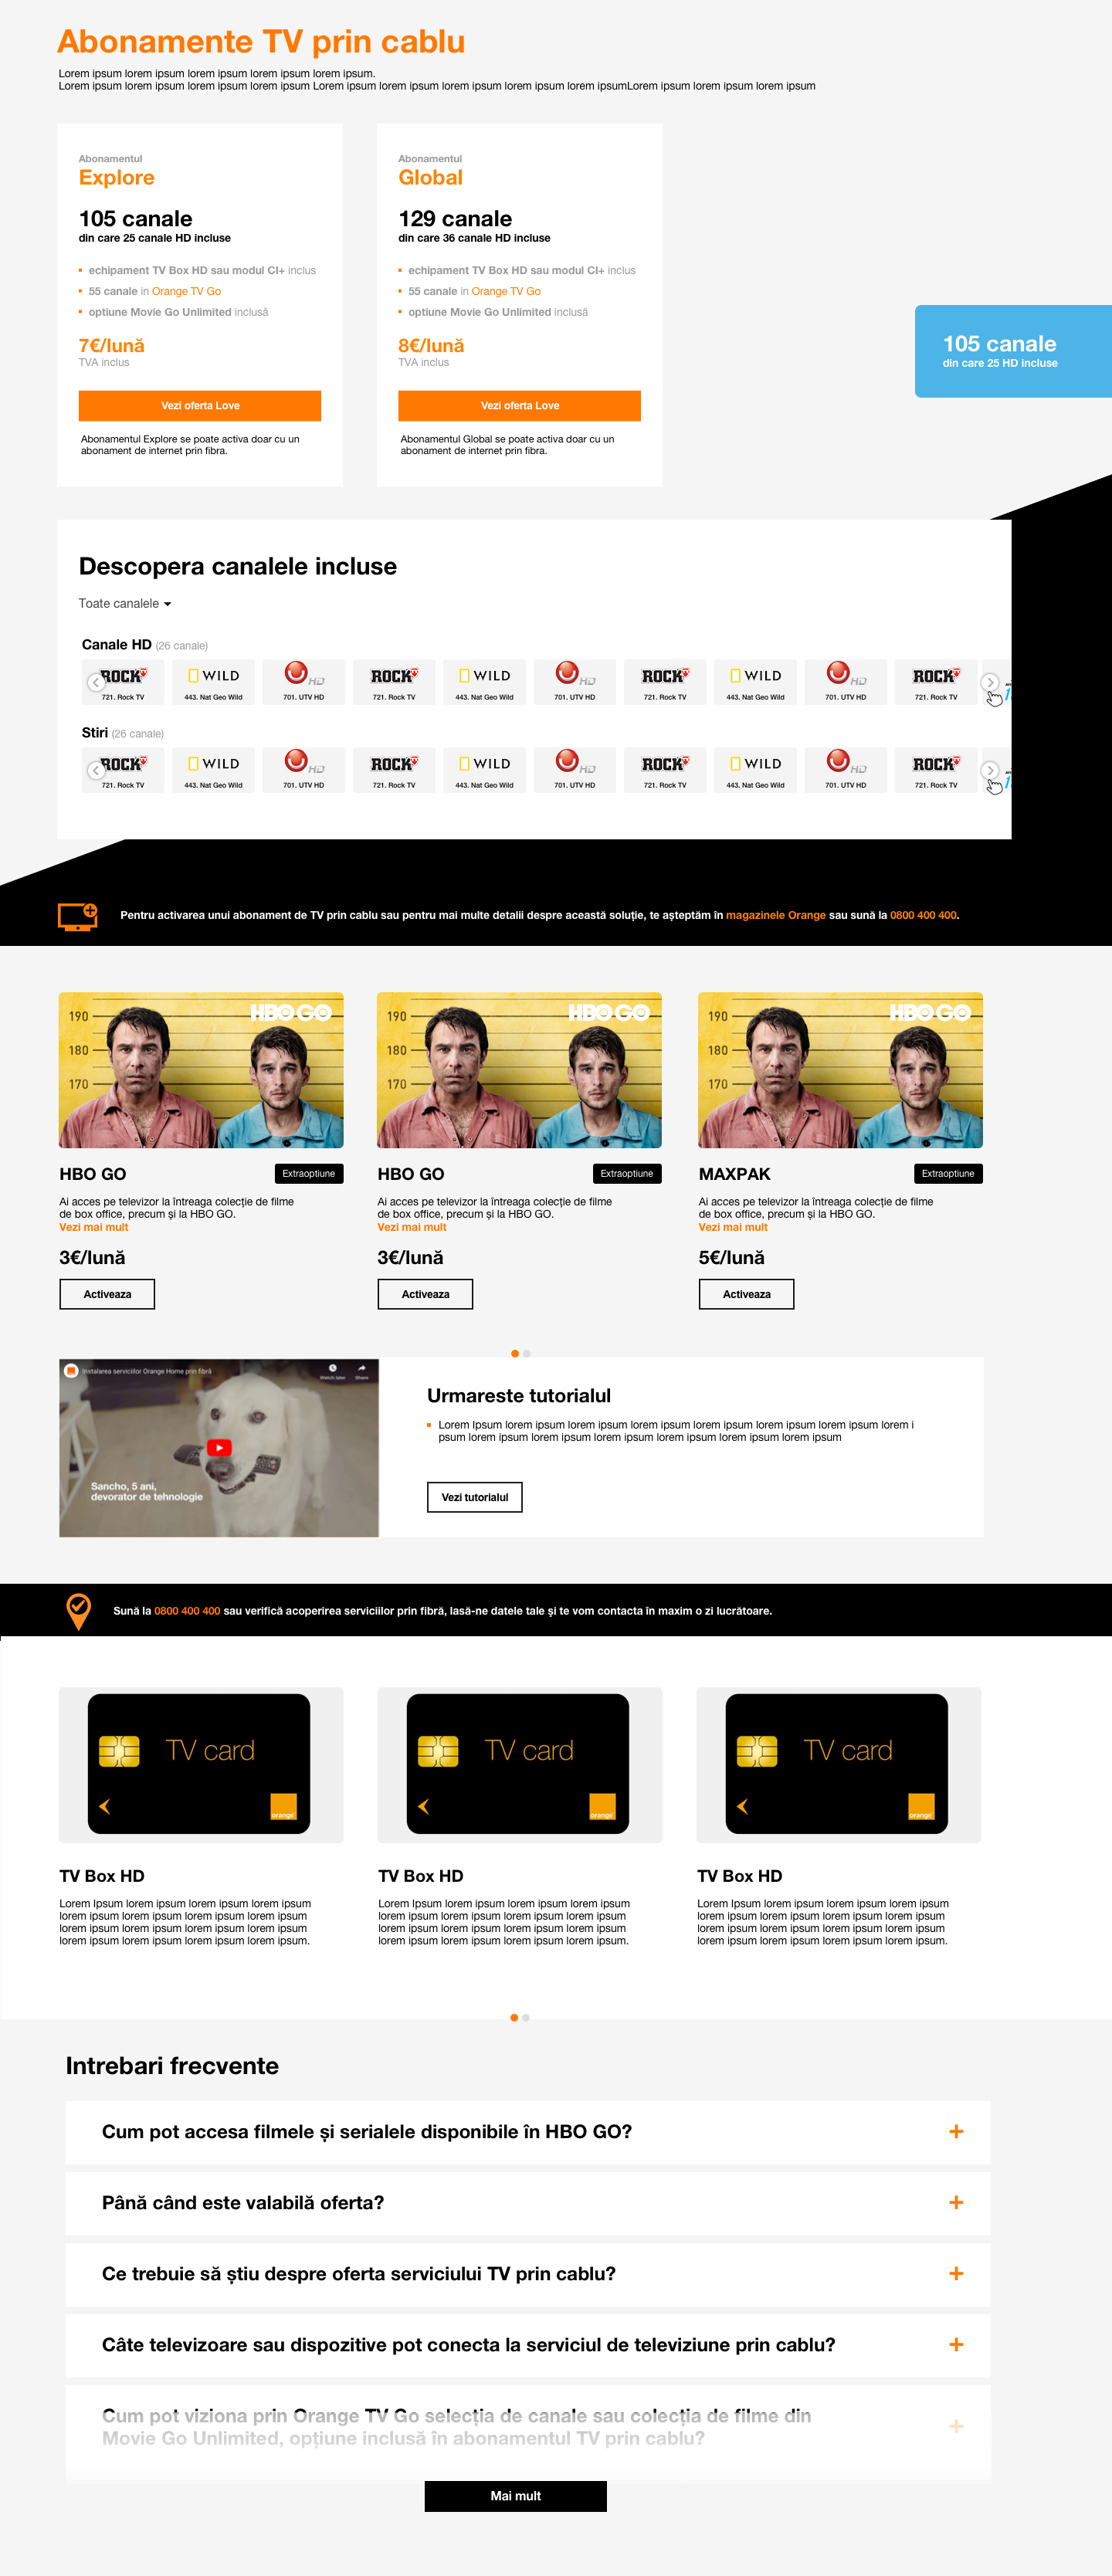 Abonamente TV prin cablu
Lorem ipsum lorem ipsum lorem ipsum lorem ipsum lorem ipsum.
Lorem ipsum lorem ipsum lorem ipsum lorem ipsum Lorem ipsum lorem ipsum lorem ipsum lorem ipsum lorem ipsumLorem ipsum lorem ipsum lorem ipsum
Abonamentul
Explore
105 canale
din care 25 canale HD incluse
echipament TV Box HD sau modul CI+ inclus
55 canale in Orange TV Go
optiune Movie Go Unlimited inclusă
7€/lună
TVA inclus
Vezi oferta Love
Abonamentul Explore se poate activa doar cu un
abonament de internet prin fibra.
Abonamentul
Global
129 canale
din care 36 canale HD incluse
echipament TV Box HD sau modul CI+ inclus
55 canale in Orange TV Go
optiune Movie Go Unlimited inclusă
8€/lună
TVA inclus
Vezi oferta Love
Abonamentul Global se poate activa doar cu un
abonament de internet prin fibra.
105 canale
din care 25 HD incluse
Descopera canalele incluse
Toate canalele
Canale HD (26 canale)
ROCK WILD HD ROCK WILD HD ROCK WILD HD ROCK
721. Rock TV 443. Nat Geo Wild 701. UTV HD 721. Rock TV 443. Nat Geo Wild 701. UTV HD 721. Rock TV 443. Nat Geo Wild 701. UTV HD 721. Rock TV
Stiri (26 canale)
ROCK WILD HD ROCK WILD HD ROCK WILD HD ROCK
721. Rock TV 443. Nat Geo Wild 701. UTV HD 721. Rock TV 443. Nat Geo Wild 701. UTV HD 721. Rock TV 443. Nat Geo Wild 701. UTV HD 721. Rock TV
Pentru activarea unui abonament de TV prin cablu sau pentru mai multe detalii despre această soluție, te așteptăm în magazinele Orange sau sună la 0800 400 400.
HBO GO
190
180
170
HBO GO
Extraoptiune
Ai acces pe televizor la întreaga colecție de filme
de box office, precum și la HBO GO.
Vezi mai mult
3€/lună
Activeaza
HBO GO
190
180
170
HBO GO
Extraoptiune
Ai acces pe televizor la întreaga colecție de filme
de box office, precum și la HBO GO.
Vezi mai mult
3€/lună
Activeaza
HBO GO
190
180
170
MAXPAK
Extraoptiune
Ai acces pe televizor la întreaga colecție de filme
de box office, precum și la HBO GO.
Vezi mai mult
5€/lună
Activeaza
Instalarea serviciilor Orange Home prin fibră
Watch later Share
Sancho, 5 ani,
devorator de tehnologie
Urmareste tutorialul
Lorem Ipsum lorem ipsum lorem ipsum lorem ipsum lorem ipsum lorem ipsum lorem ipsum lorem i
psum lorem ipsum lorem ipsum lorem ipsum lorem ipsum lorem ipsum lorem ipsum
Vezi tutorialul
Sună la 0800 400 400 sau verifică acoperirea serviciilor prin fibră, lasă-ne datele tale și te vom contacta în maxim o zi lucrătoare.
TV card
orange
TV Box HD
Lorem Ipsum lorem ipsum lorem ipsum lorem ipsum
lorem ipsum lorem ipsum lorem ipsum lorem ipsum
lorem ipsum lorem ipsum lorem ipsum lorem ipsum
lorem ipsum lorem ipsum lorem ipsum lorem ipsum.
TV card
orange
TV Box HD
Lorem Ipsum lorem ipsum lorem ipsum lorem ipsum
lorem ipsum lorem ipsum lorem ipsum lorem ipsum
lorem ipsum lorem ipsum lorem ipsum lorem ipsum
lorem ipsum lorem ipsum lorem ipsum lorem ipsum.
TV card
orange
TV Box HD
Lorem Ipsum lorem ipsum lorem ipsum lorem ipsum
lorem ipsum lorem ipsum lorem ipsum lorem ipsum
lorem ipsum lorem ipsum lorem ipsum lorem ipsum
lorem ipsum lorem ipsum lorem ipsum lorem ipsum.
Intrebari frecvente
Cum pot accesa filmele și serialele disponibile în HBO GO?
Până când este valabilă oferta?
Ce trebuie să știu despre oferta serviciului TV prin cablu?
Câte televizoare sau dispozitive pot conecta la serviciul de televiziune prin cablu?
Cum pot viziona prin Orange TV Go selecția de canale sau colecția de filme din
Movie Go Unlimited, opțiune inclusă în abonamentul TV prin cablu?
Mai mult